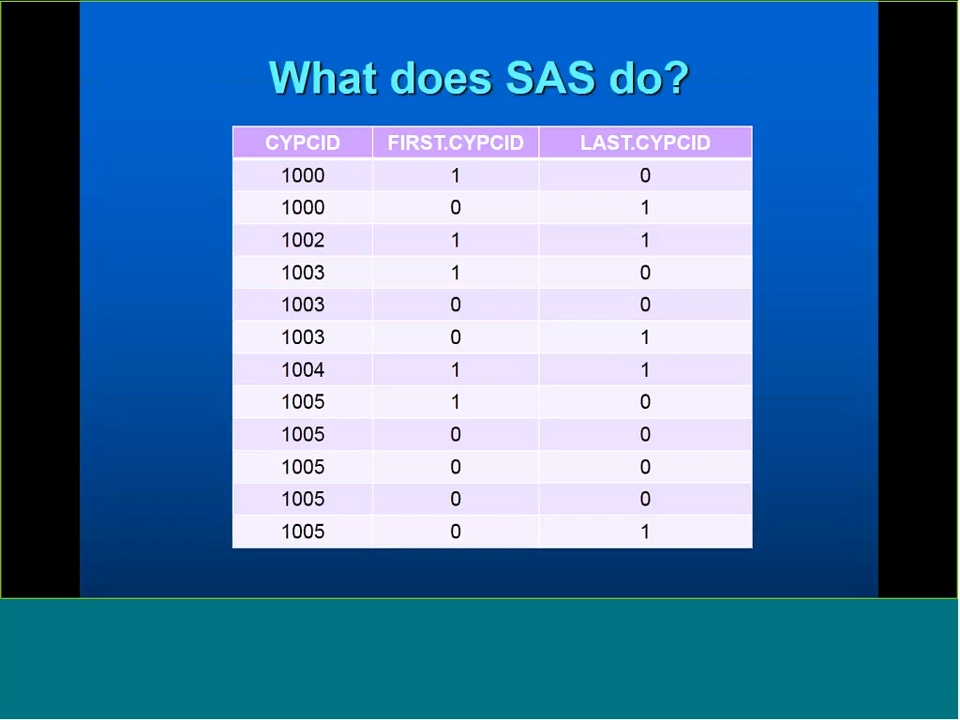 What does SAS do?
CYPCID FIRST.CYPCID LAST.CYPCID
1000 1 0
1000 0 1
1002 1 1
1003 1 0
1003 0 0
1003 0 1
1004 1 1
1005 1 0
1005 0 0
1005 0 0
1005 0 0
1005 0 1